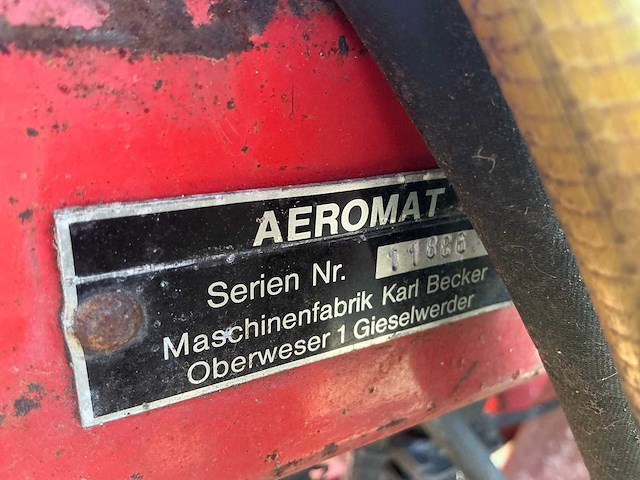 AEROMAT
Serien Nr.
Maschinenfabrik Karl Becker
Oberweser 1 Gieselwerder